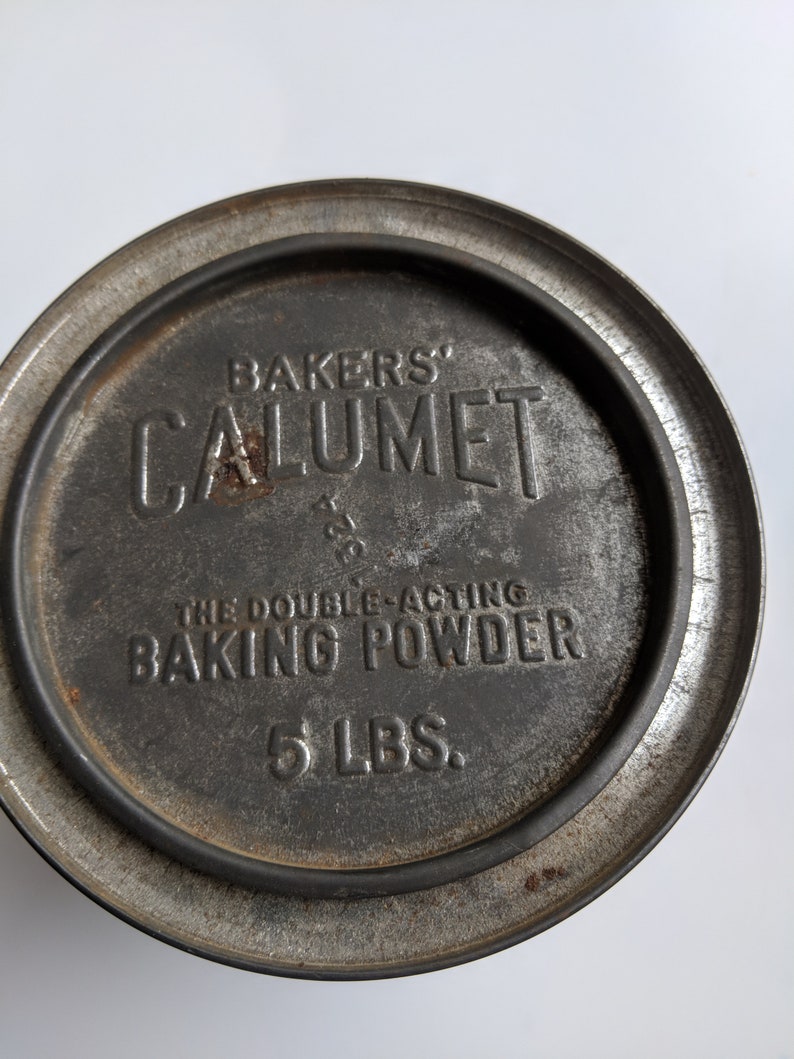 BAKERS'
CALUMET
THE DOUBLE-ACTING
BAKING POWDER
5 LBS.